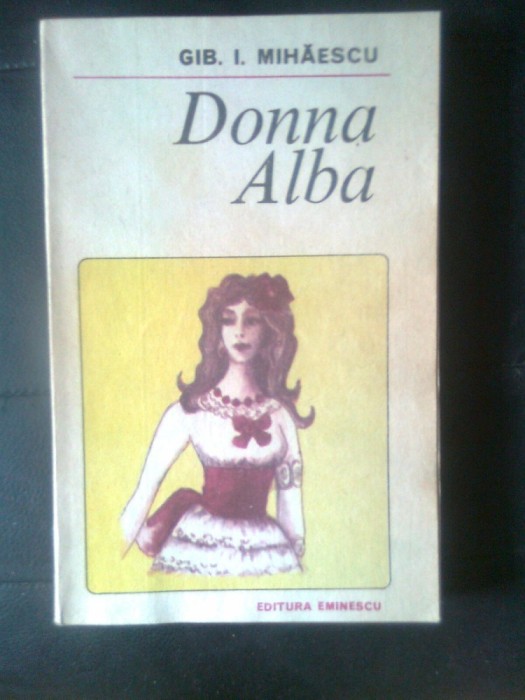 GIB. I. MIHĂESCU
Donna
Alba
EDITURA EMINESCU